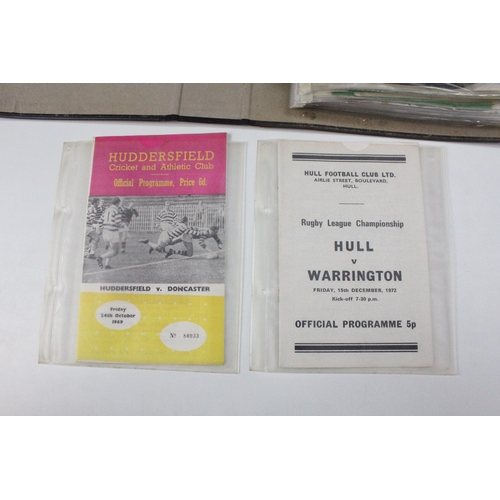 HUDDERSFIELD
Cricket and Athletic Club
Official Programme, Price 6d.
HUDDERSFIELD v. DONCASTER
Friday
24th October
1969
No 84933
HULL FOOTBALL CLUB LTD.
AIRLIE STREET, BOULEVARD,
HULL.
Rugby League Championship
HULL
v
WARRINGTON
FRIDAY, 15th DECEMBER, 1972
Kick-off 7-30 p.m.
OFFICIAL PROGRAMME 5p